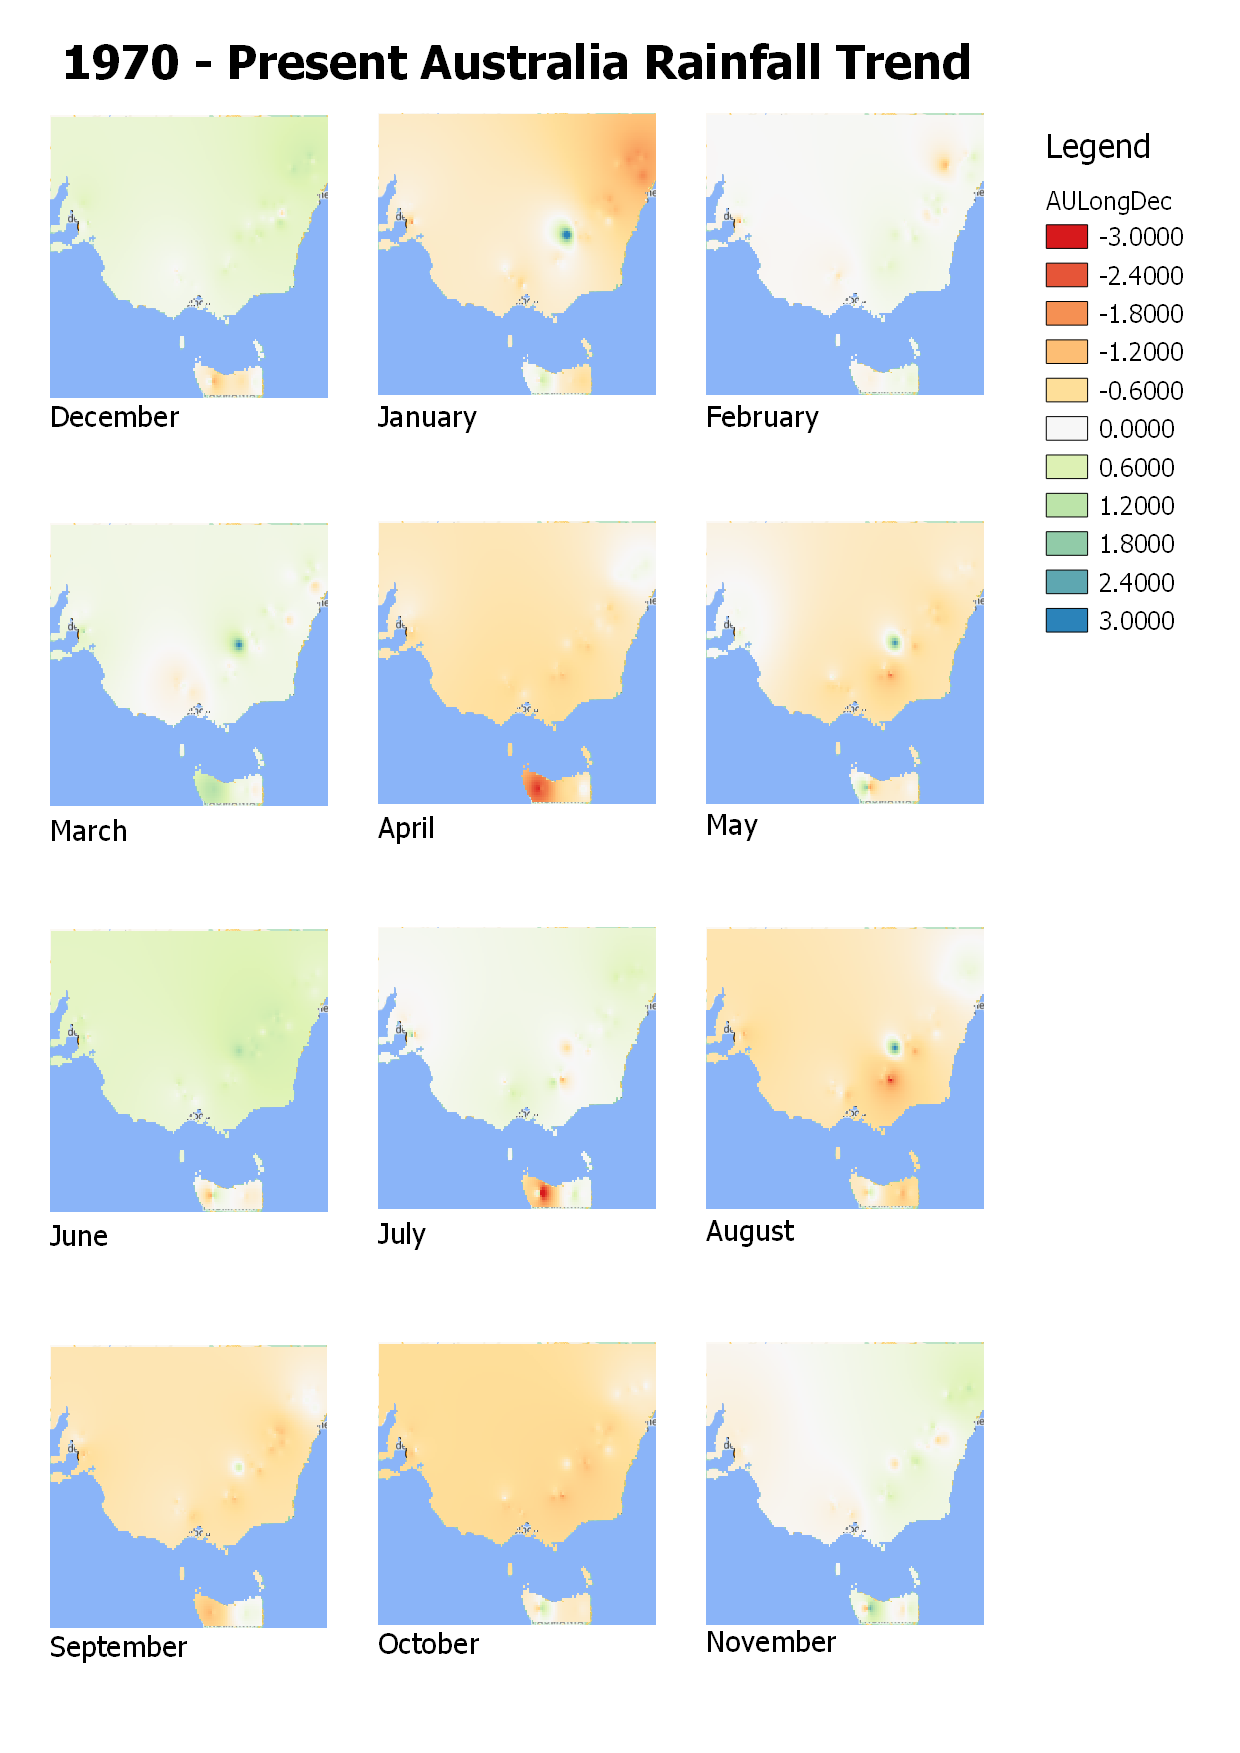 1970 - Present Australia Rainfall Trend
December
January
February
Legend
AULongDec
-3.0000
-2.4000
-1.8000
-1.2000
-0.6000
0.0000
0.6000
1.2000
1.8000
2.4000
3.0000
March
April
May
June
July
August
September
October
November